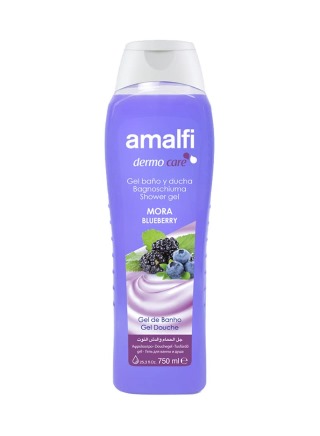 amalfi
dermo care
Gel baño y ducha
Bagnoschiuma
Shower gel
MORA
BLUEBERRY
Gel de Banho
Gel Douche
750 ml e